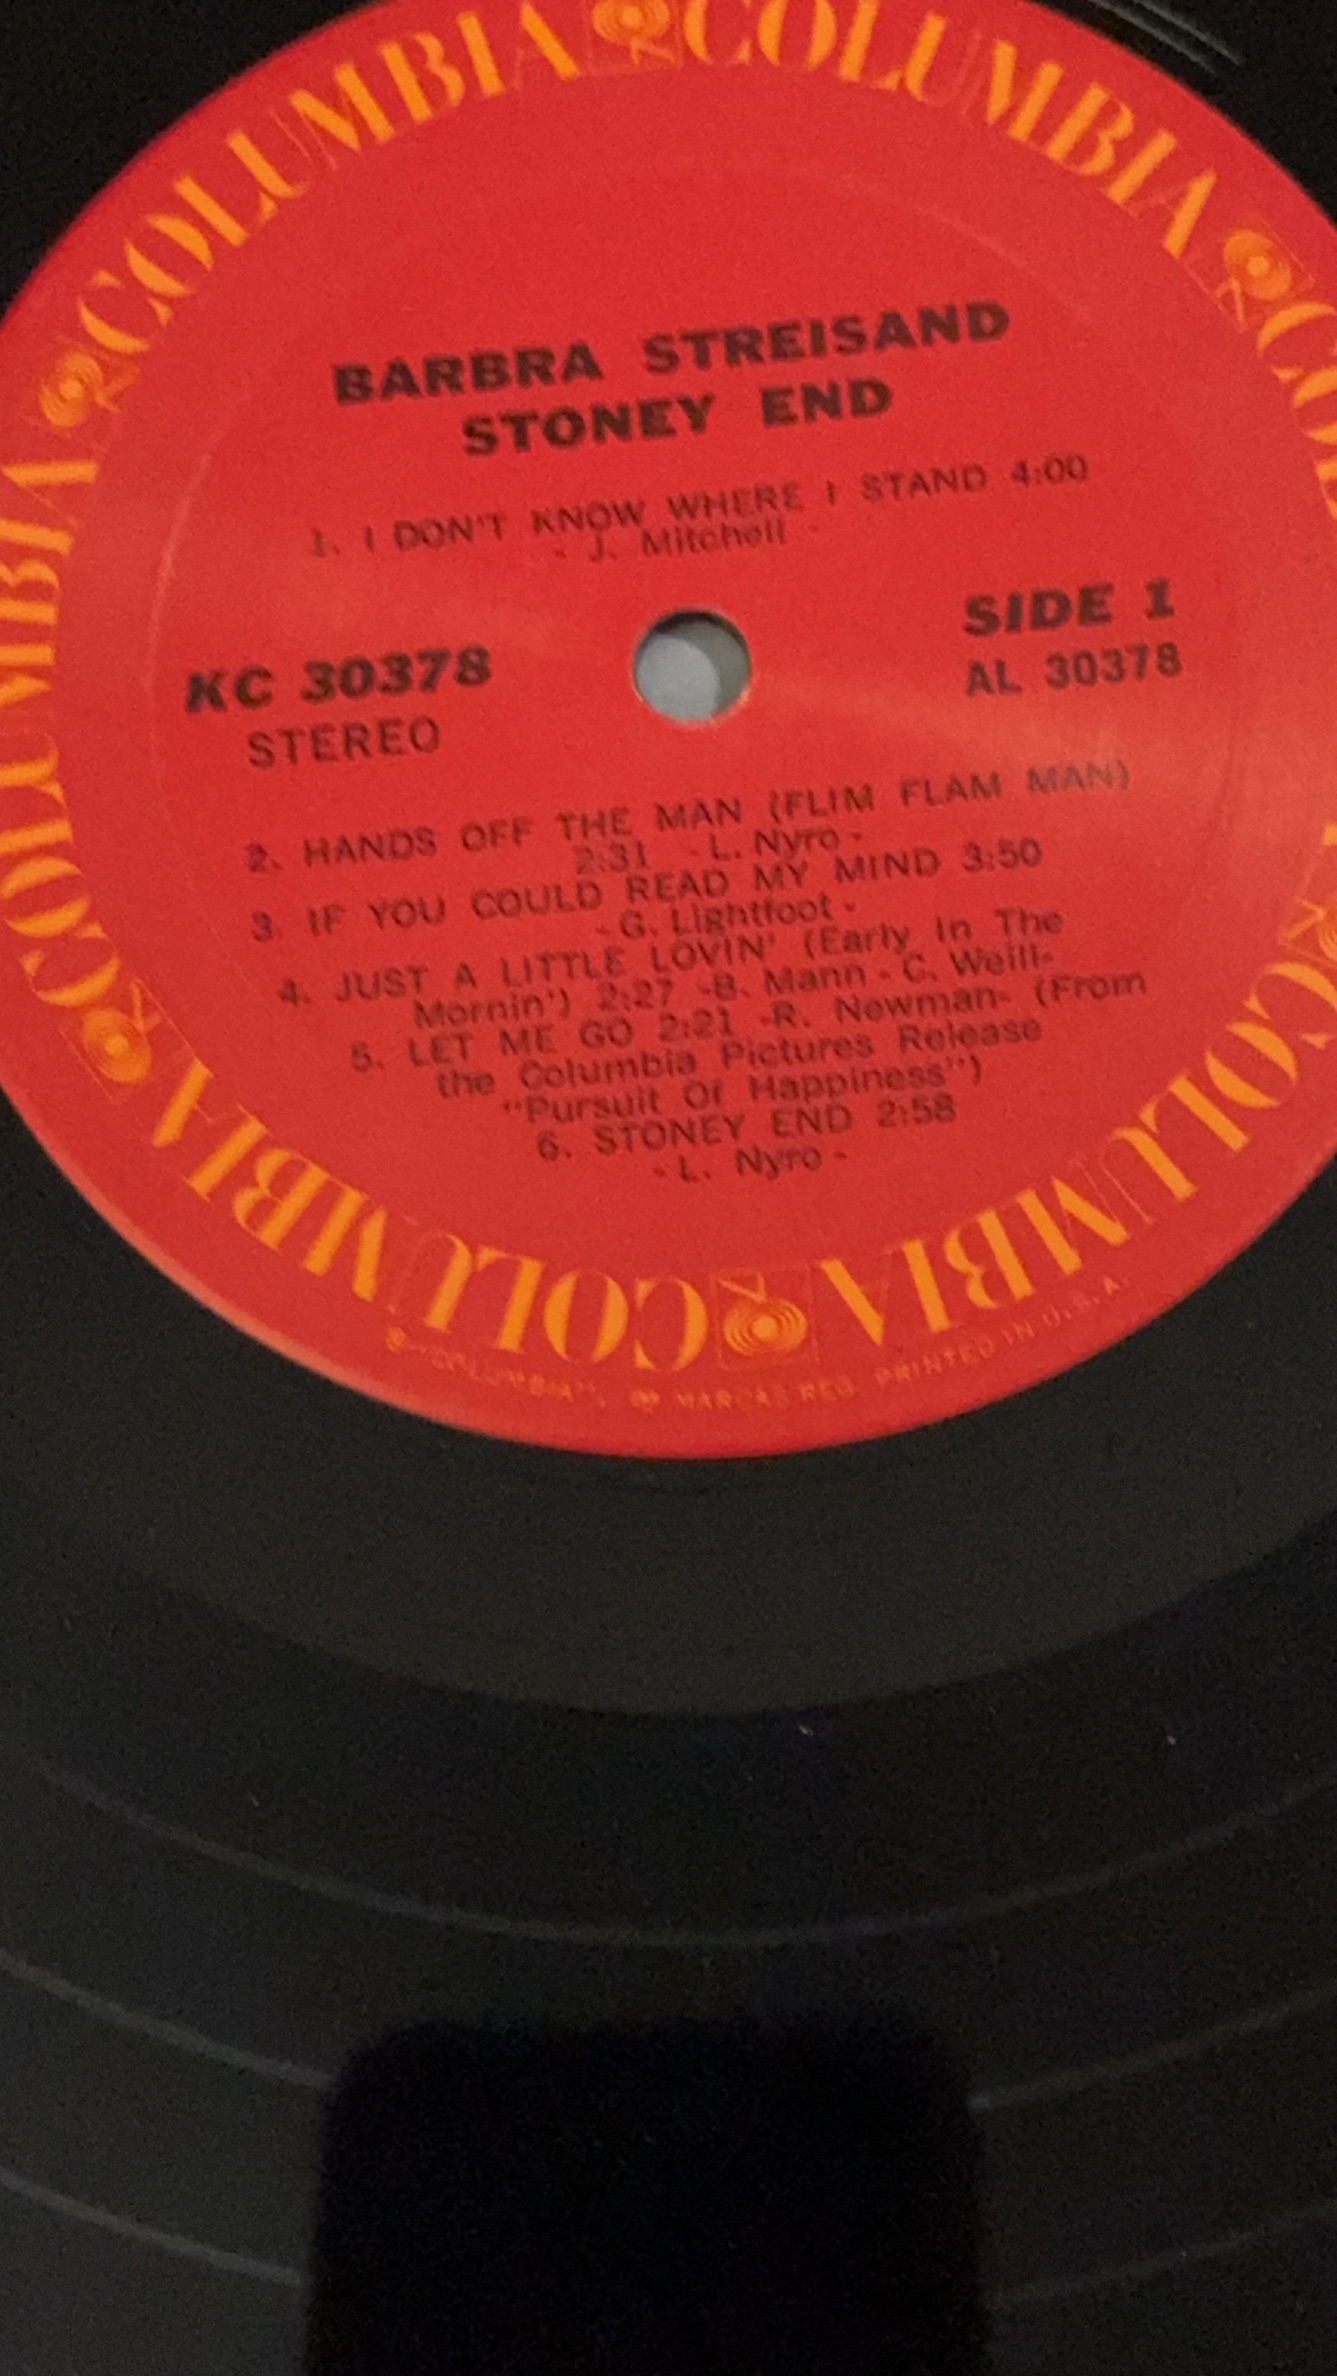 COLUMBIA COLUMBIA COLUMBIA COLUMBIA COLUMBIA COLUMBIA
BARBRA STREISAND
STONEY END
1. I DON'T KNOW WHERE I STAND 4:00
- J. Mitchell -
SIDE 1
KC 30378
AL 30378
STEREO
2. HANDS OFF THE MAN (FLIM FLAM MAN)
2:31 - L. Nyro -
3. IF YOU COULD READ MY MIND 3:50
- G. Lightfoot -
4. JUST A LITTLE LOVIN' (Early In The
Mornin') 2:27 -B. Mann - C. Weill-
5. LET ME GO 2:21 -R. Newman- (From
the Columbia Pictures Release
"Pursuit Of Happiness")
6. STONEY END 2:58
- L. Nyro -
"COLUMBIA", MARCAS REG. PRINTED IN U.S.A.